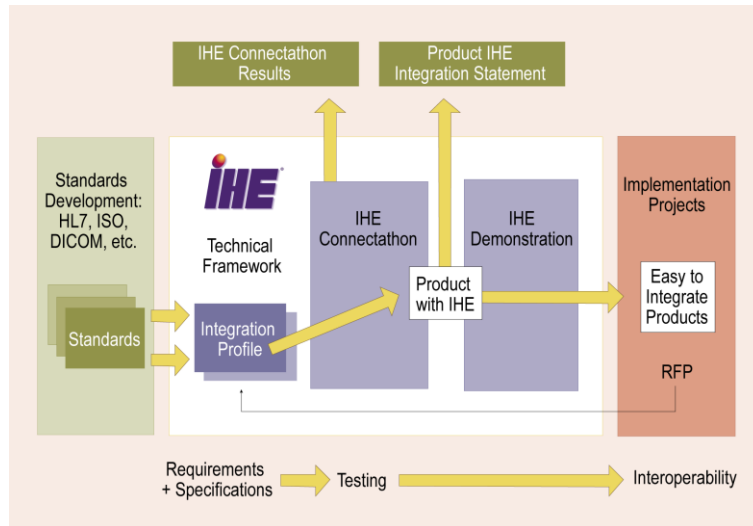 IHE Connectathon
Results
Product IHE
Integration Statement
Standards
Development:
HL7, ISO,
DICOM, etc.
Standards
IHE
Technical
Framework
Integration
Profile
IHE
Connectathon
Product
with IHE
IHE
Demonstration
Implementation
Projects
Easy to
Integrate
Products
RFP
Requirements
+ Specifications
Testing
Interoperability